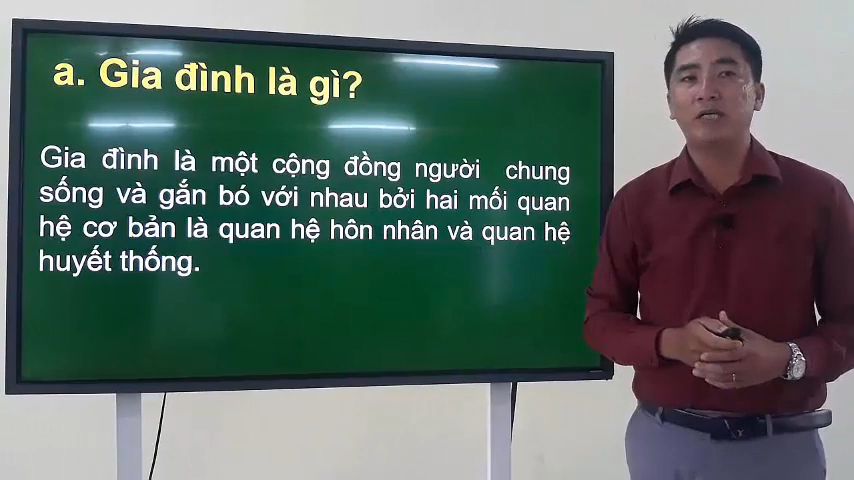 a. Gia đình là gì?
Gia đình là một cộng đồng người chung
sống và gắn bó với nhau bởi hai mối quan
hệ cơ bản là quan hệ hôn nhân và quan hệ
huyết thống.